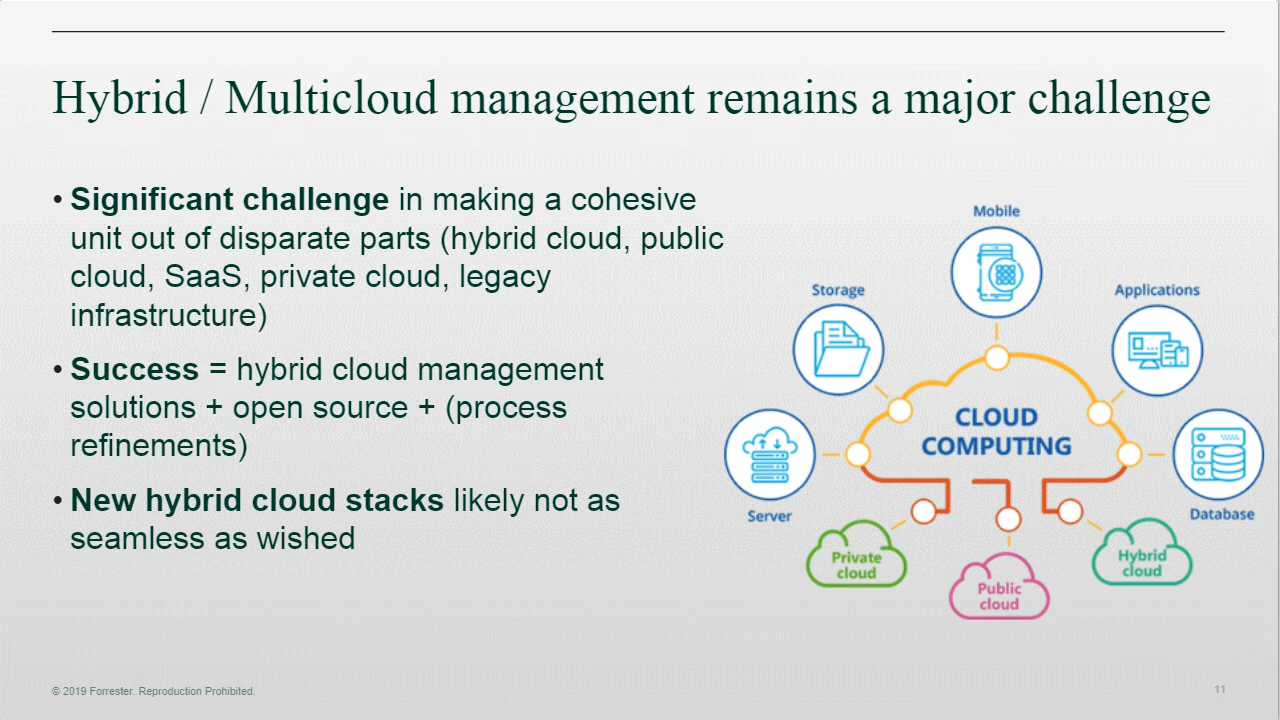 Hybrid / Multicloud management remains a major challenge
• Significant challenge in making a cohesive
unit out of disparate parts (hybrid cloud, public
cloud, SaaS, private cloud, legacy
infrastructure)
• Success = hybrid cloud management
solutions + open source + (process
refinements)
• New hybrid cloud stacks likely not as
seamless as wished
Mobile
Storage
Applications
CLOUD
COMPUTING
Server
Database
Private
cloud
Public
cloud
Hybrid
cloud
© 2019 Forrester. Reproduction Prohibited.
11